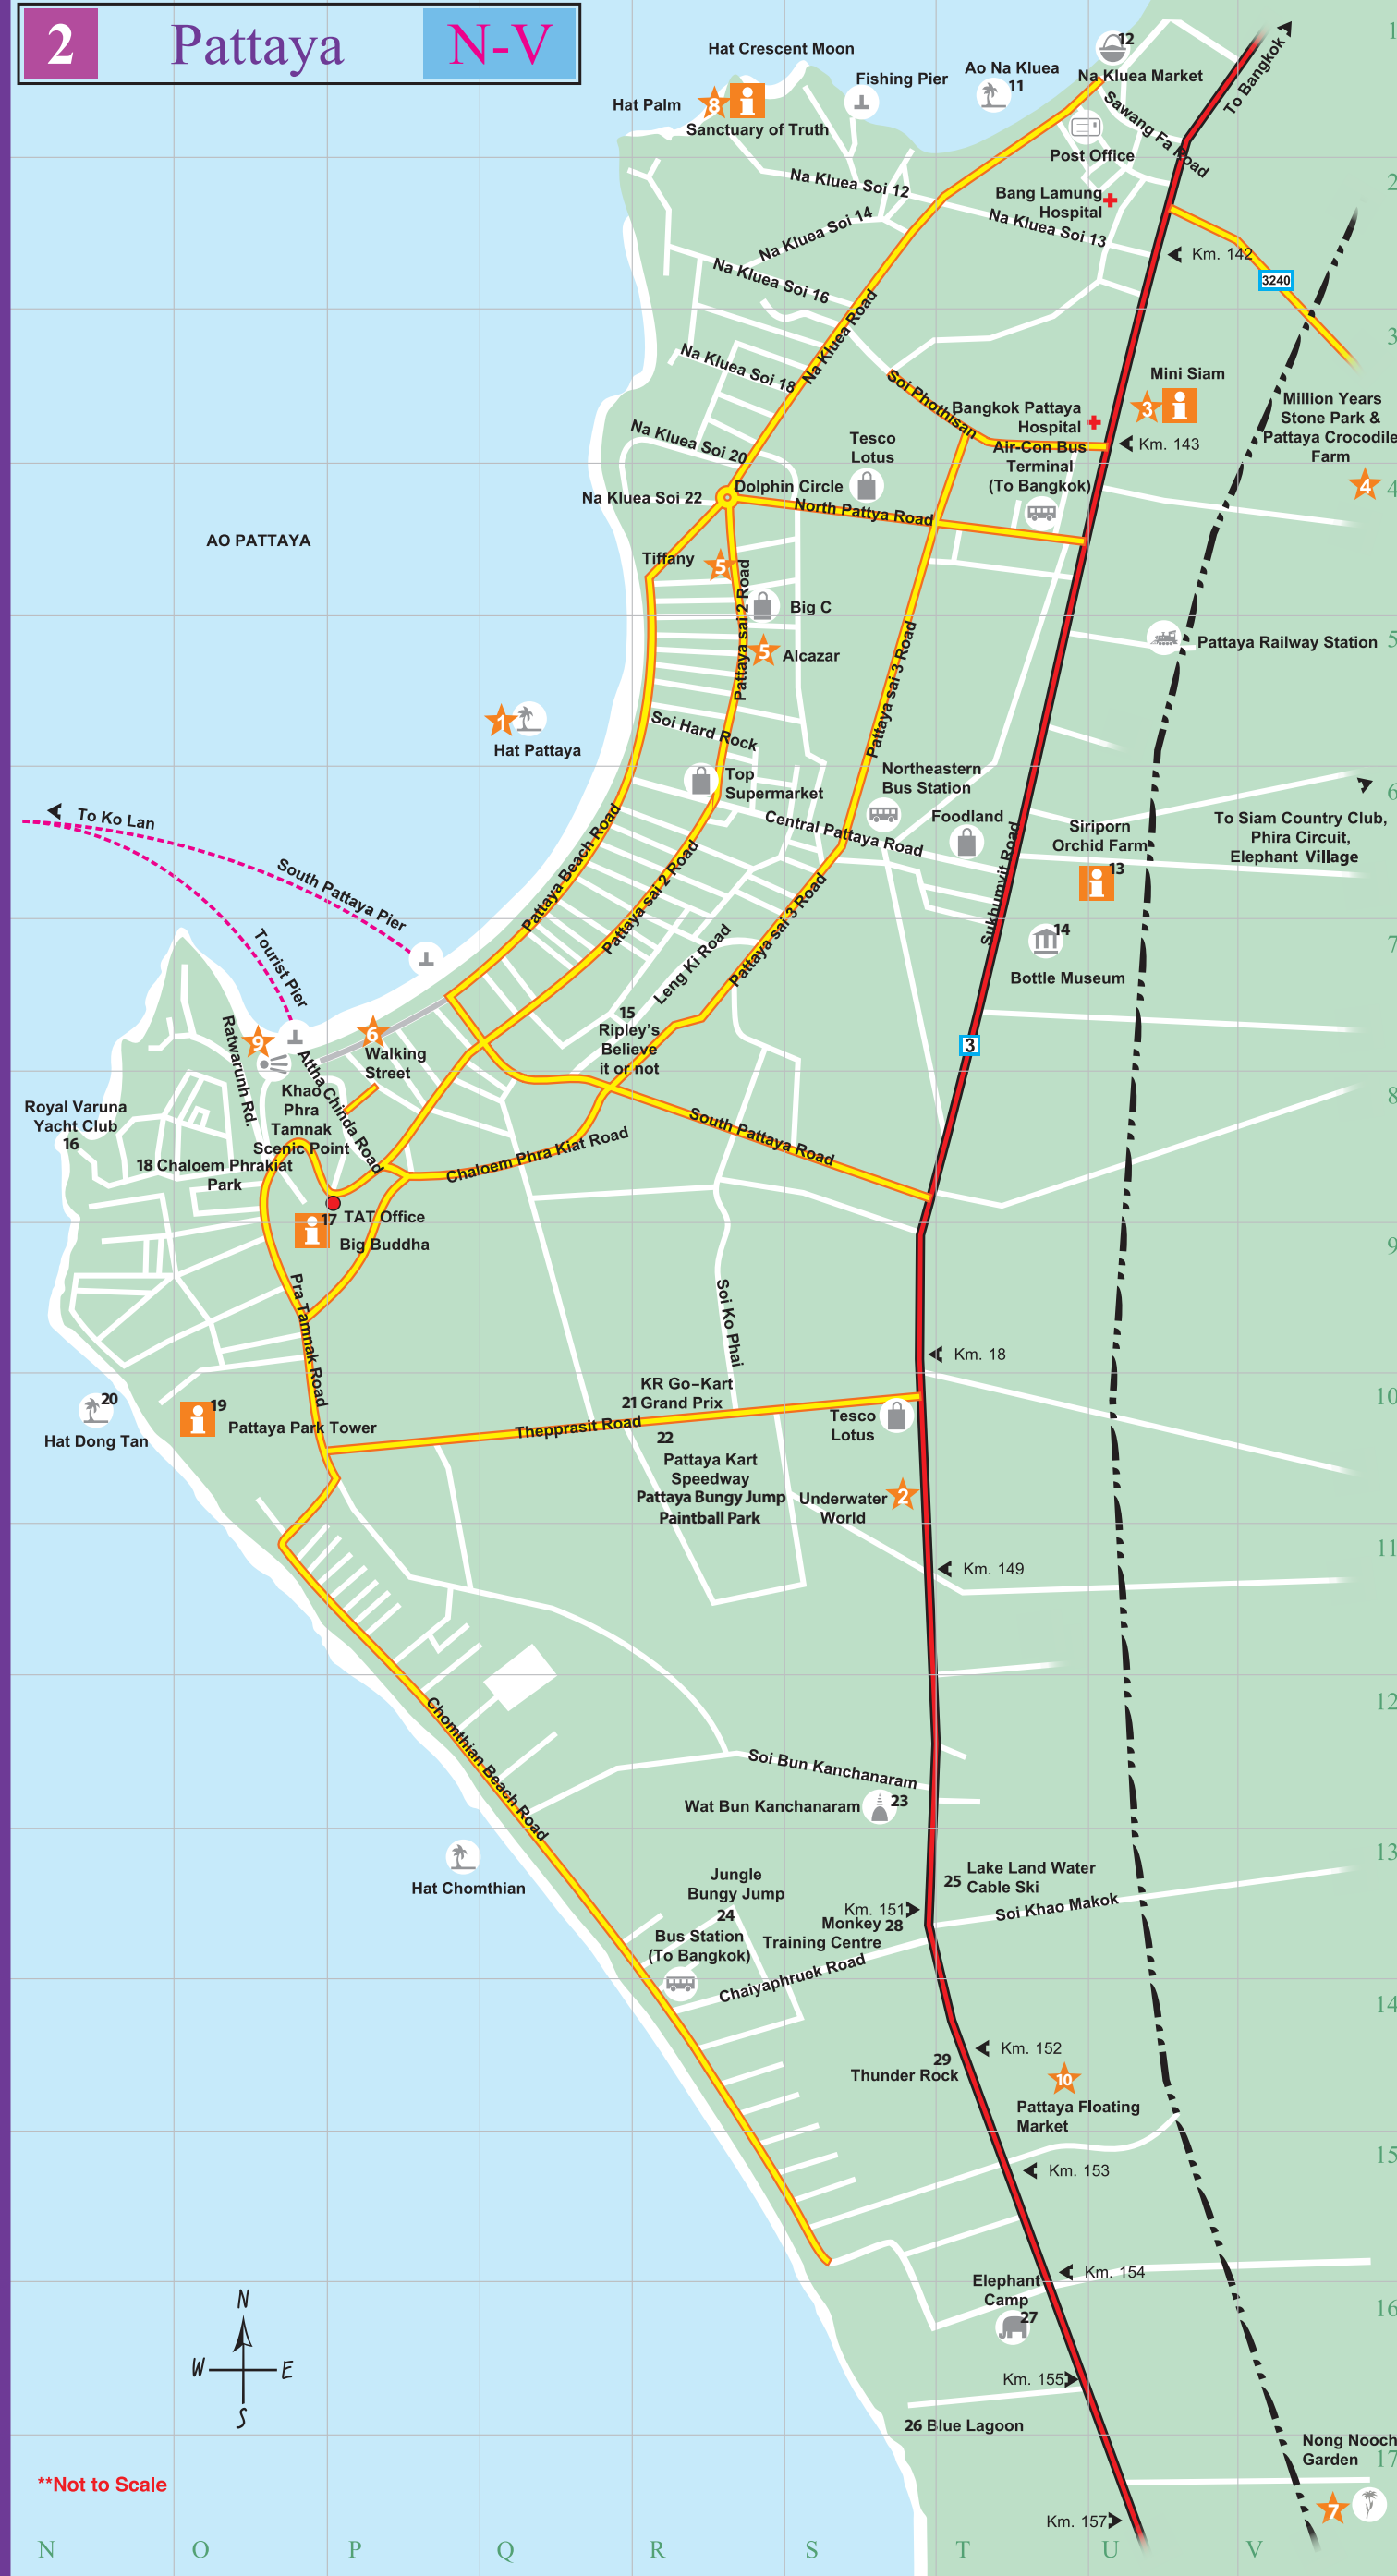 2 Pattaya N-V
Hat Crescent Moon
12
Na Kluea Market
To Bangkok
Fishing Pier
Ao Na Kluea
11
Hat Palm
8
Sanctuary of Truth
Sawang Fa Road
Post Office
1
2
Na Kluea Soi 12
Bang Lamung
Hospital
Na Kluea Soi 14
Na Kluea Soi 13
Km. 142
Na Kluea Soi 16
3240
3
Na Kluea Road
Na Kluea Soi 18
Soi Phothisan
Mini Siam
3
Bangkok Pattaya
Hospital
Million Years
Stone Park &
Pattaya Crocodile
Farm
4
Km. 143
Na Kluea Soi 20
Tesco
Lotus
Air-Con Bus
Terminal
(To Bangkok)
4
Na Kluea Soi 22
Dolphin Circle
North Pattya Road
AO PATTAYA
Tiffany
5
Pattaya sai 2 Road
Big C
5
Alcazar
Pattaya sai 3 Road
Pattaya Railway Station
5
1
Hat Pattaya
Soi Hard Rock
Top
Supermarket
Northeastern
Bus Station
Foodland
6
To Ko Lan
Central Pattaya Road
Siriporn
Orchid Farm
13
To Siam Country Club,
Phira Circuit,
Elephant Village
South Pattaya Pier
Pattaya Beach Road
Pattaya sai 2 Road
Pattaya sai 3 Road
Sukhumvit Road
Tourist Pier
Leng Ki Road
14
Bottle Museum
7
15
Ripley's
Believe
it or not
3
9
6
Walking
Street
Ratwarunh Rd.
Attha Chinda Road
Khao
Phra
Tamnak
Scenic Point
Royal Varuna
Yacht Club
16
8
South Pattaya Road
Chaloem Phra Kiat Road
18 Chaloem Phrakiat
Park
17
TAT Office
Big Buddha
9
Pra Tamnak Road
Soi Ko Phai
Km. 18
20
Hat Dong Tan
19
Pattaya Park Tower
KR Go-Kart
21 Grand Prix
Thepprasit Road
Tesco
Lotus
10
22
Pattaya Kart
Speedway
Pattaya Bungy Jump
Paintball Park
Underwater
World
2
11
Km. 149
12
Chomthian Beach Road
Soi Bun Kanchanaram
Wat Bun Kanchanaram
23
Hat Chomthian
13
Jungle
Bungy Jump
24
25
Lake Land Water
Cable Ski
Km. 151
Soi Khao Makok
Monkey 28
Training Centre
Bus Station
(To Bangkok)
Chaiyaphruek Road
14
Km. 152
29
Thunder Rock
10
Pattaya Floating
Market
15
Km. 153
Km. 154
Elephant
Camp
27
16
N
W E
S
Km. 155
26 Blue Lagoon
Nong Nooch
Garden
17
7
**Not to Scale
Km. 157
N O P Q R S T U V